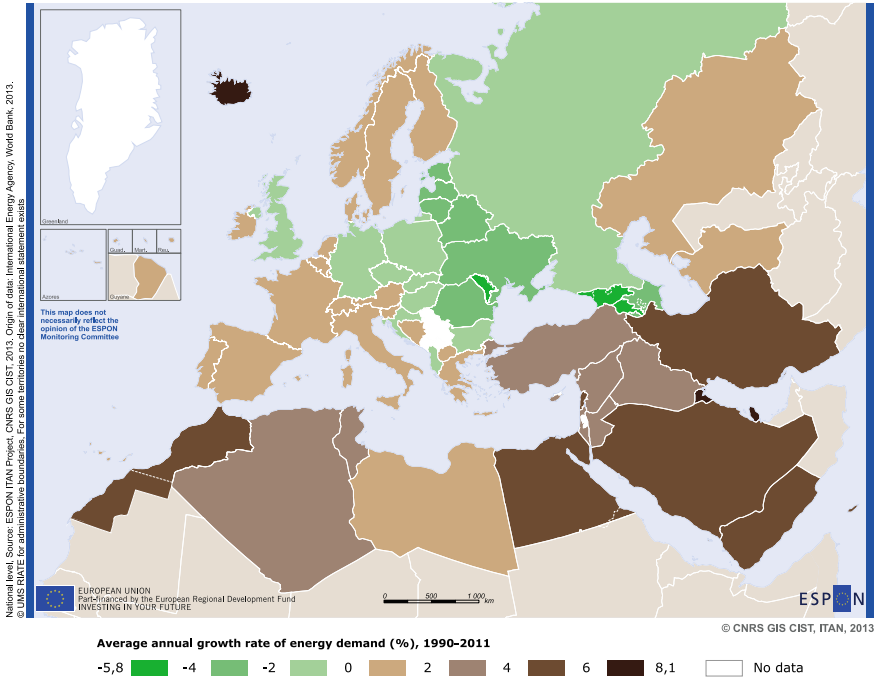 National level, Source: ESPON ITAN Project, CNRS GIS CIST, 2013. Origin of data: International Energy Agency, World Bank, 2013.
© UMS RIATE for administrative boundaries. For some territories no clear international statement exists
Greenland
Azores
Guad.
Mart.
Reu.
Guyane
This map does not
necessarily reflect the
opinion of the ESPON
Monitoring Committee
EUROPEAN UNION
Part-financed by the European Regional Development Fund
INVESTING IN YOUR FUTURE
0 500 1 000
km
ESPON
© CNRS GIS CIST, ITAN, 2013
Average annual growth rate of energy demand (%), 1990-2011
-5,8 -4 -2 0 2 4 6 8,1 No data